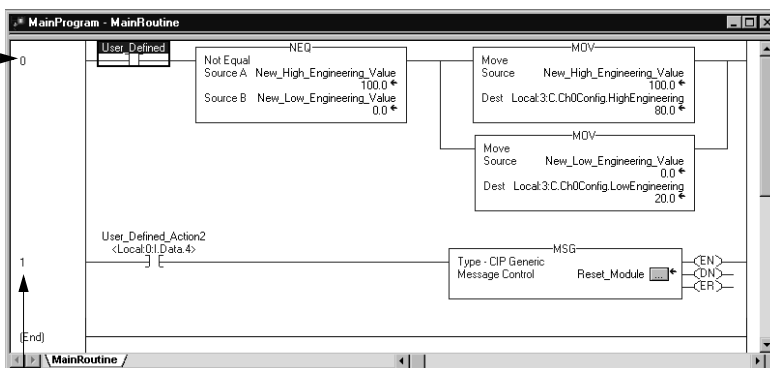 MainProgram - MainRoutine
0
User_Defined
NEQ
Not Equal
Source A New_High_Engineering_Value
100.0
Source B New_Low_Engineering_Value
0.0
MOV
Move
Source New_High_Engineering_Value
100.0
Dest Local:3:C.Ch0Config.HighEngineering
80.0
MOV
Move
Source New_Low_Engineering_Value
0.0
Dest Local:3:C.Ch0Config.LowEngineering
20.0
1
User_Defined_Action2
<Local:0:I.Data.4>
MSG
Type - CIP Generic
Message Control Reset_Module ...
EN
DN
ER
(End)
MainRoutine